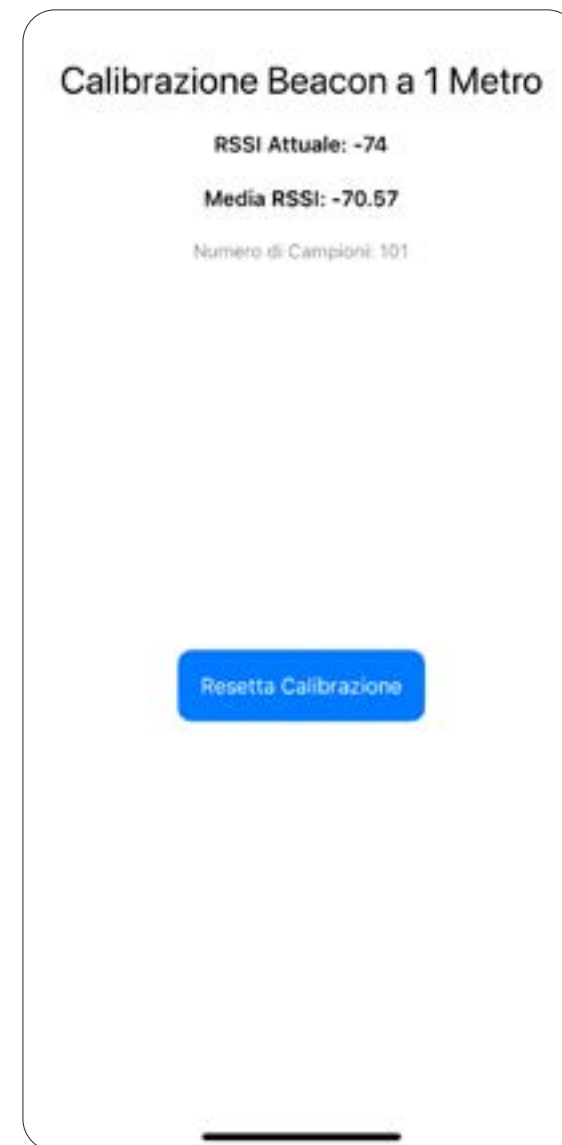 Calibrazione Beacon a 1 Metro
RSSI Attuale: -74
Media RSSI: -70.57
Numero di Campioni: 101
Resetta Calibrazione